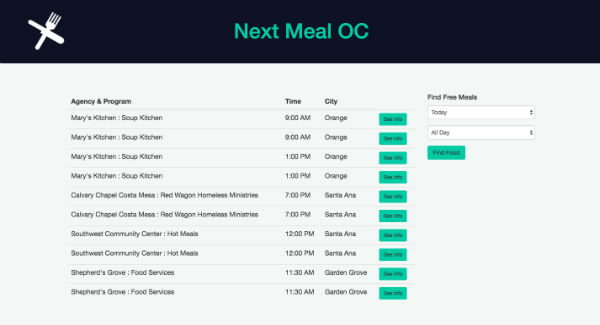 Next Meal OC
Agency & Program Time City
Mary's Kitchen : Soup Kitchen 9:00 AM Orange See Info
Mary's Kitchen : Soup Kitchen 9:00 AM Orange See Info
Mary's Kitchen : Soup Kitchen 1:00 PM Orange See Info
Mary's Kitchen : Soup Kitchen 1:00 PM Orange See Info
Calvary Chapel Costa Mesa : Red Wagon Homeless Ministries 7:00 PM Santa Ana See Info
Calvary Chapel Costa Mesa : Red Wagon Homeless Ministries 7:00 PM Santa Ana See Info
Southwest Community Center : Hot Meals 12:00 PM Santa Ana See Info
Southwest Community Center : Hot Meals 12:00 PM Santa Ana See Info
Shepherd's Grove : Food Services 11:30 AM Garden Grove See Info
Shepherd's Grove : Food Services 11:30 AM Garden Grove See Info
Find Free Meals
Today
All Day
Find Food